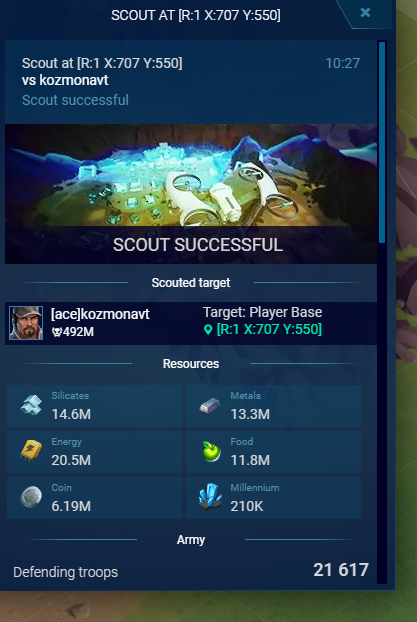 SCOUT AT [R:1 X:707 Y:550]
Scout at [R:1 X:707 Y:550] 10:27
vs kozmonavt
Scout successful
SCOUT SUCCESSFUL
Scouted target
[ace]kozmonavt Target: Player Base
492M [R:1 X:707 Y:550]
Resources
Silicates Metals
14.6M 13.3M
Energy Food
20.5M 11.8M
Coin Millennium
6.19M 210K
Army
Defending troops 21 617